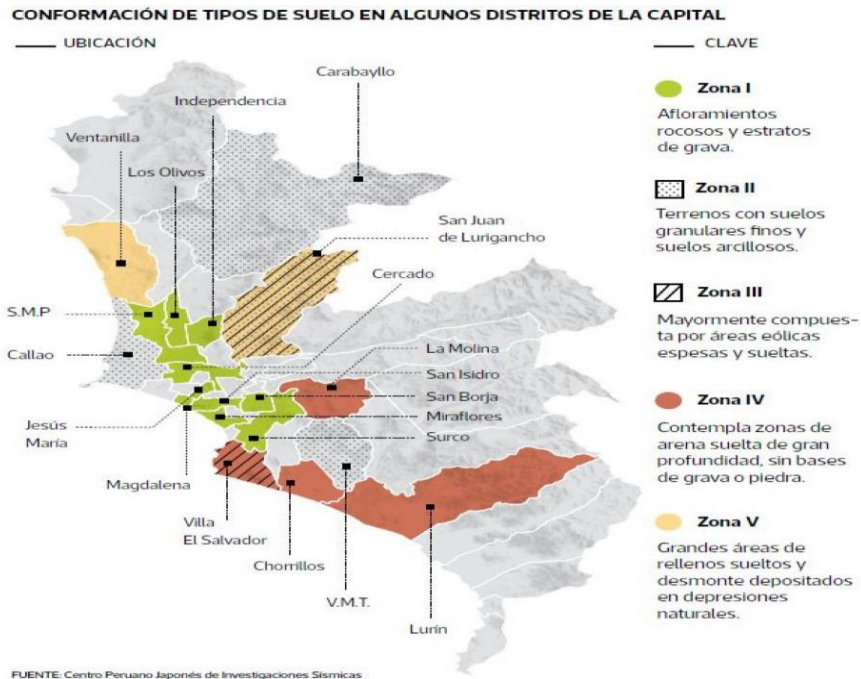 CONFORMACIÓN DE TIPOS DE SUELO EN ALGUNOS DISTRITOS DE LA CAPITAL
UBICACIÓN
Carabayllo
Independencia
Ventanilla
Los Olivos
San Juan
de Lurigancho
Cercado
S.M.P
Callao
La Molina
San Isidro
San Borja
Miraflores
Surco
Jesús
María
Magdalena
Villa
El Salvador
Chorrillos
V.M.T.
Lurín
CLAVE
Zona I
Afloramientos
rocosos y estratos
de grava.
Zona II
Terrenos con suelos
granulares finos y
suelos arcillosos.
Zona III
Mayormente compues-
ta por áreas eólicas
espesas y sueltas.
Zona IV
Contempla zonas de
arena suelta de gran
profundidad, sin bases
de grava o piedra.
Zona V
Grandes áreas de
rellenos sueltos y
desmonte depositados
en depresiones
naturales.
FUENTE: Centro Peruano Japonés de Investigaciones Sísmicas